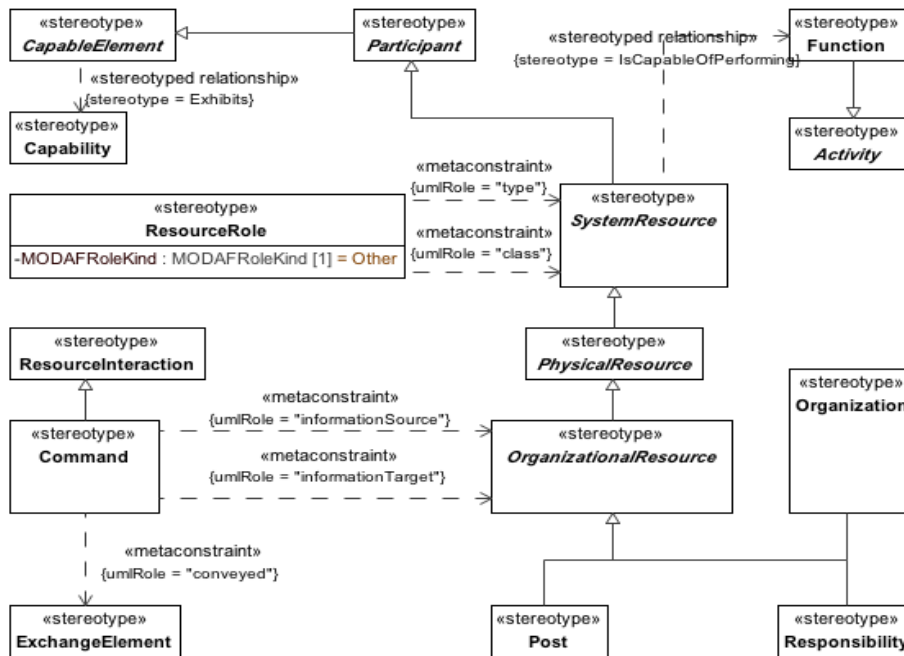 «stereotype»
CapableElement
«stereotype»
Participant
«stereotyped relationship»
{stereotype = IsCapableOfPerforming}
«stereotype»
Function
«stereotyped relationship»
{stereotype = Exhibits}
«stereotype»
Capability
«stereotype»
Activity
«metaconstraint»
{umlRole = "type"}
«stereotype»
ResourceRole
-MODAFRoleKind : MODAFRoleKind [1] = Other
«metaconstraint»
{umlRole = "class"}
«stereotype»
SystemResource
«stereotype»
ResourceInteraction
«stereotype»
PhysicalResource
«stereotype»
Organization
«metaconstraint»
{umlRole = "informationSource"}
«stereotype»
Command
«metaconstraint»
{umlRole = "informationTarget"}
«stereotype»
OrganizationalResource
«metaconstraint»
{umlRole = "conveyed"}
«stereotype»
ExchangeElement
«stereotype»
Post
«stereotype»
Responsibility